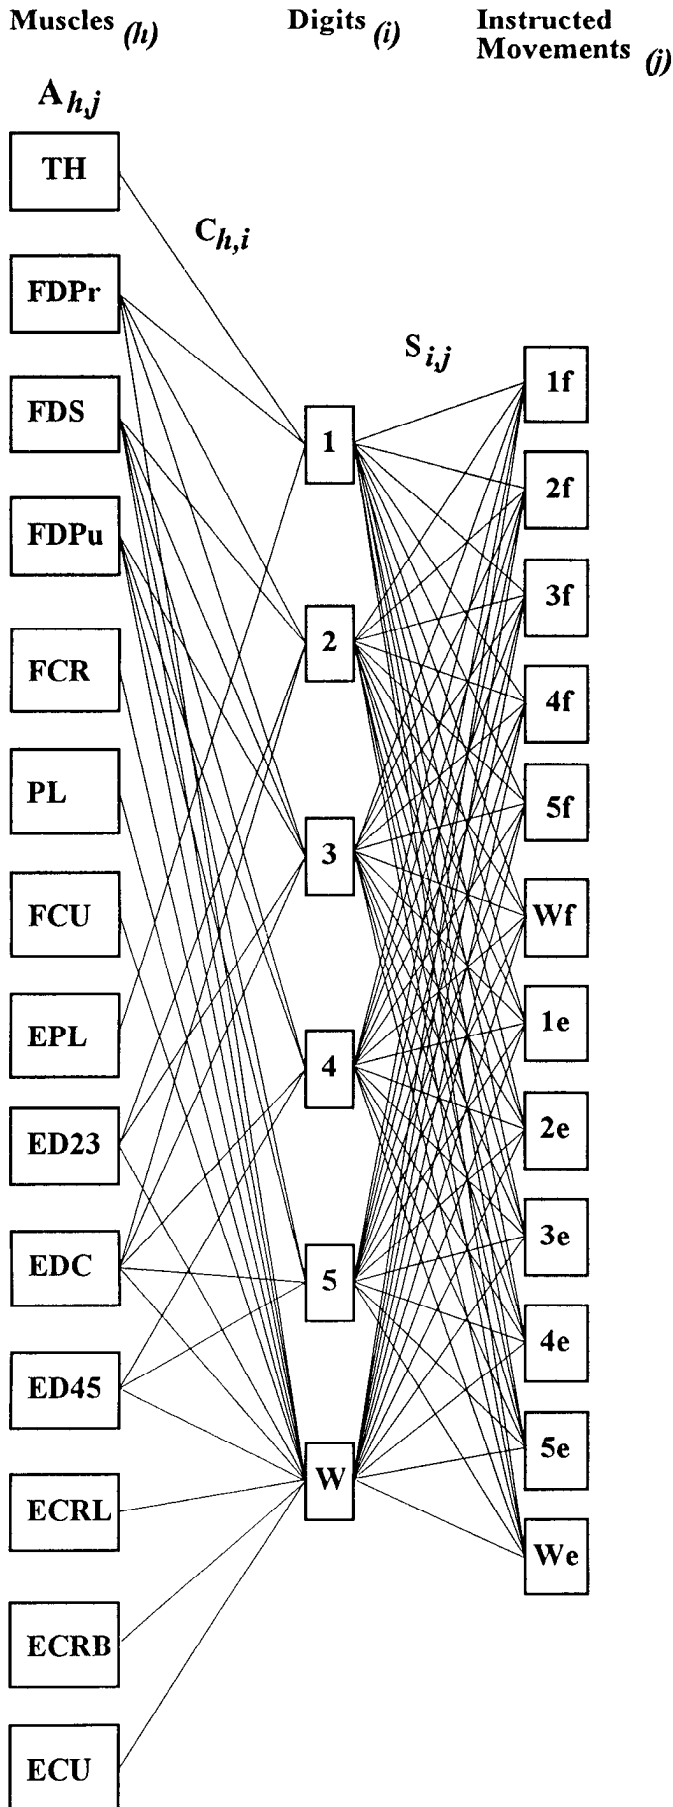 Muscles (h)
Digits (i)
Instructed
Movements (j)
A h,j
C h,i
S i,j
TH
FDPr
FDS
FDPu
FCR
PL
FCU
EPL
ED23
EDC
ED45
ECRL
ECRB
ECU
1
2
3
4
5
W
1f
2f
3f
4f
5f
Wf
1e
2e
3e
4e
5e
We